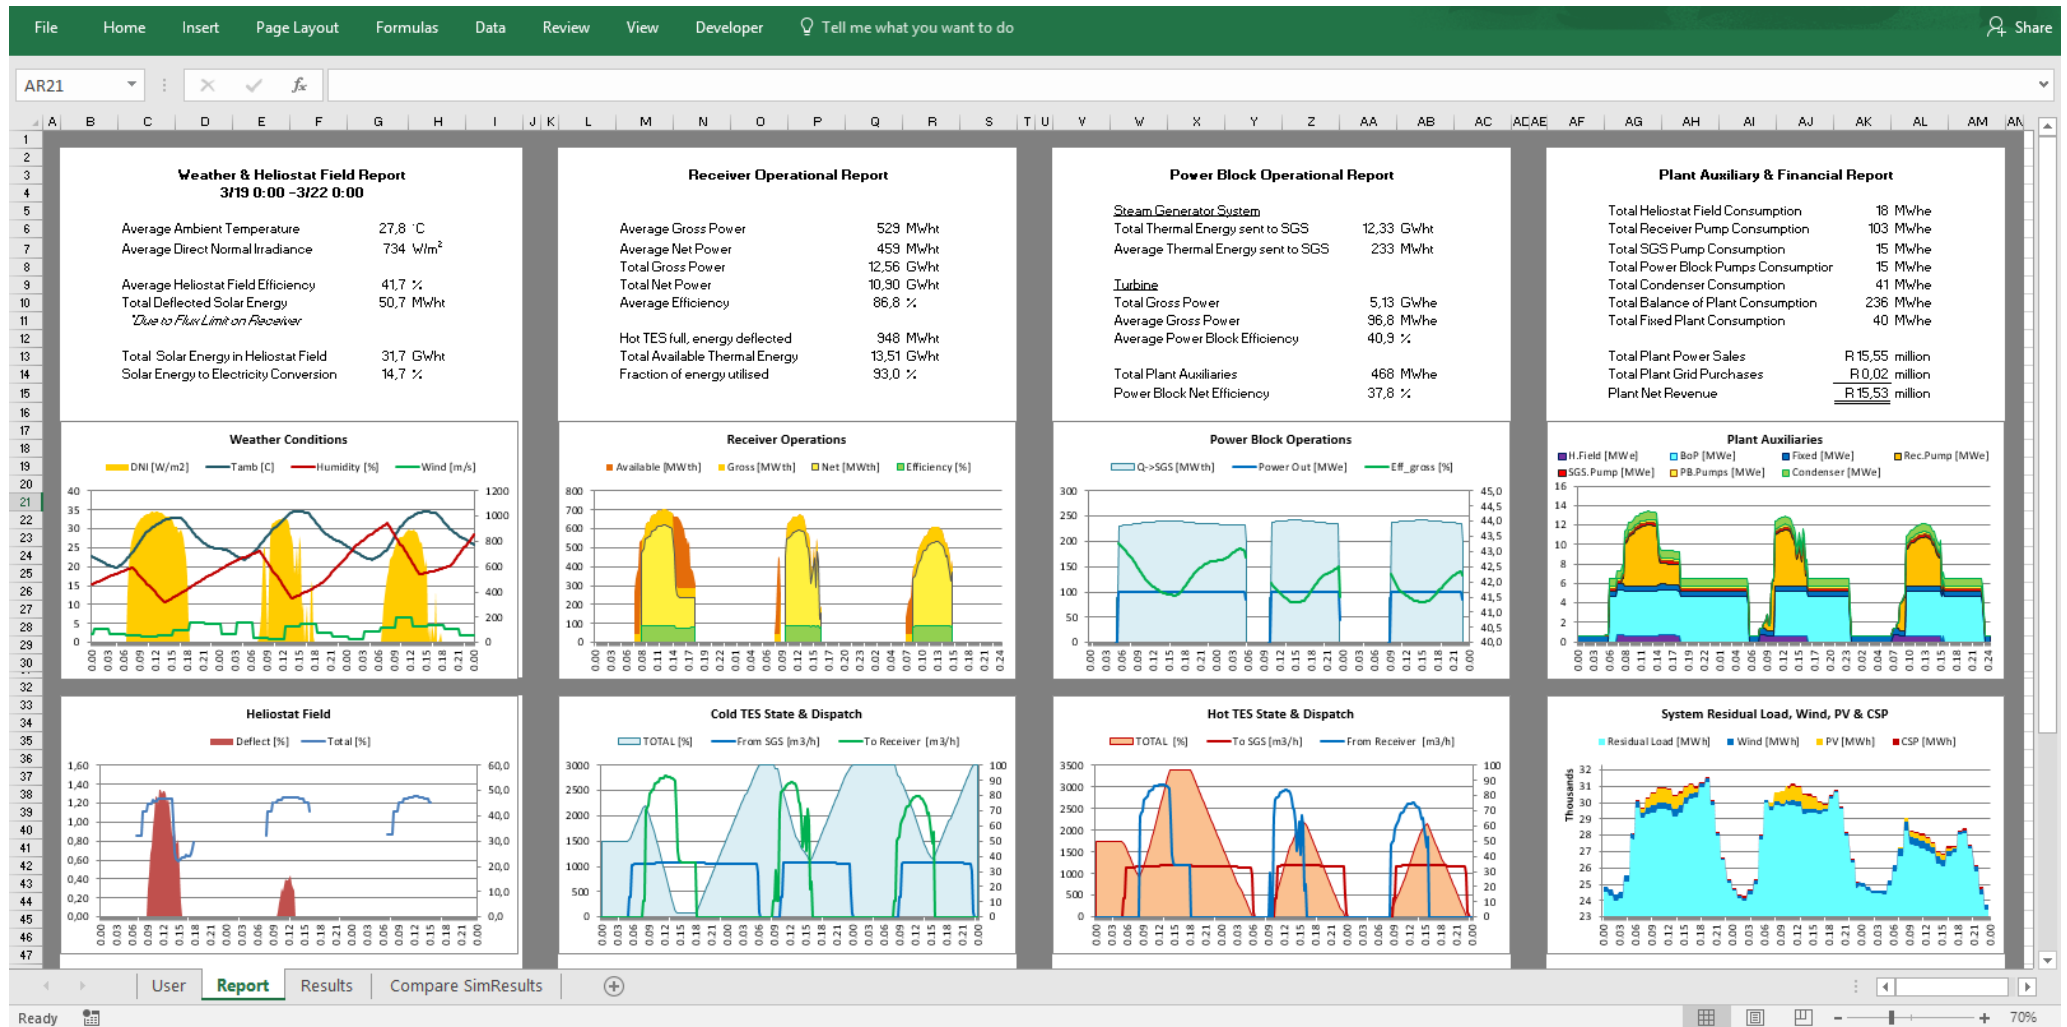 File Home Insert Page Layout Formulas Data Review View Developer Tell me what you want to do Share
AR21 fx
A B C D E F G H I J K L M N O P Q R S T U V W X Y Z AA AB AC AD AE AF AG AH AI AJ AK AL AM AN
Weather & Heliostat Field Report
3/19 0:00 -3/22 0:00
Average Ambient Temperature 27,8 °C
Average Direct Normal Irradiance 734 W/m²
Average Heliostat Field Efficiency 41,7 %
Total Deflected Solar Energy 50,7 MWht
*Due to Flux Limit on Receiver
Total Solar Energy in Heliostat Field 31,7 GWht
Solar Energy to Electricity Conversion 14,7 %
Receiver Operational Report
Average Gross Power 529 MWht
Average Net Power 459 MWht
Total Gross Power 12,56 GWht
Total Net Power 10,90 GWht
Average Efficiency 86,8 %
Hot TES full, energy deflected 948 MWht
Total Available Thermal Energy 13,51 GWht
Fraction of energy utilised 93,0 %
Power Block Operational Report
Steam Generator System
Total Thermal Energy sent to SGS 12,33 GWht
Average Thermal Energy sent to SGS 233 MWht
Turbine
Total Gross Power 5,13 GWhe
Average Gross Power 96,8 MWhe
Average Power Block Efficiency 40,9 %
Total Plant Auxiliaries 468 MWhe
Power Block Net Efficiency 37,8 %
Plant Auxiliary & Financial Report
Total Heliostat Field Consumption 18 MWhe
Total Receiver Pump Consumption 103 MWhe
Total SGS Pump Consumption 15 MWhe
Total Power Block Pumps Consumptior 15 MWhe
Total Condenser Consumption 41 MWhe
Total Balance of Plant Consumption 236 MWhe
Total Fixed Plant Consumption 40 MWhe
Total Plant Power Sales R 15,55 million
Total Plant Grid Purchases R 0,02 million
Plant Net Revenue R 15,53 million
Weather Conditions
DNI [W/m2] Tamb [C] Humidity [%] Wind [m/s]
Receiver Operations
Available [MWth] Gross [MWth] Net [MWth] Efficiency [%]
Power Block Operations
Q->SGS [MWth] Power Out [MWe] Eff_gross [%]
Plant Auxiliaries
H.Field [MWe] BoP [MWe] Fixed [MWe] Rec.Pump [MWe]
SGS.Pump [MWe] PB.Pumps [MWe] Condenser [MWe]
Heliostat Field
Deflect [%] Total [%]
Cold TES State & Dispatch
TOTAL [%] From SGS [m3/h] To Receiver [m3/h]
Hot TES State & Dispatch
TOTAL [%] To SGS [m3/h] From Receiver [m3/h]
System Residual Load, Wind, PV & CSP
Residual Load [MWh] Wind [MWh] PV [MWh] CSP [MWh]
Thousands
User Report Results Compare SimResults
Ready 70%